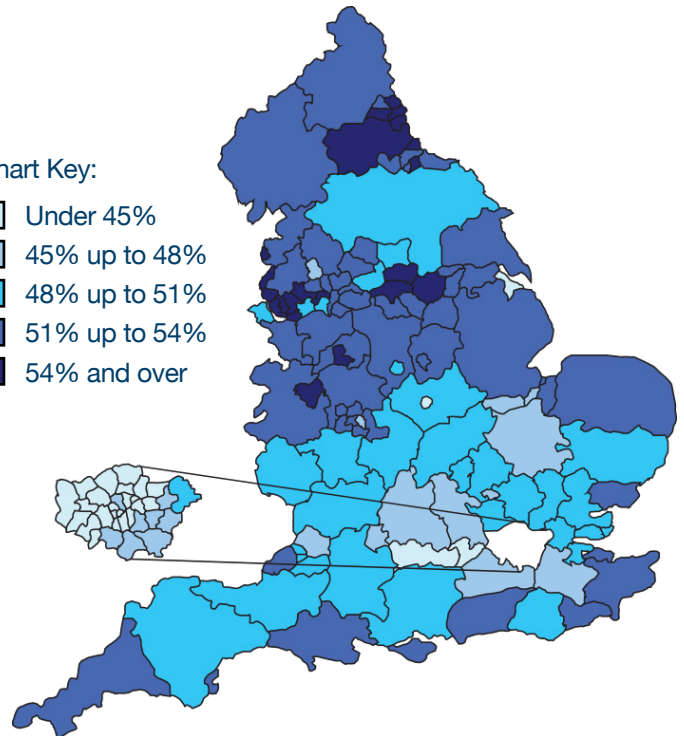 hart Key:
Under 45%
45% up to 48%
48% up to 51%
51% up to 54%
54% and over